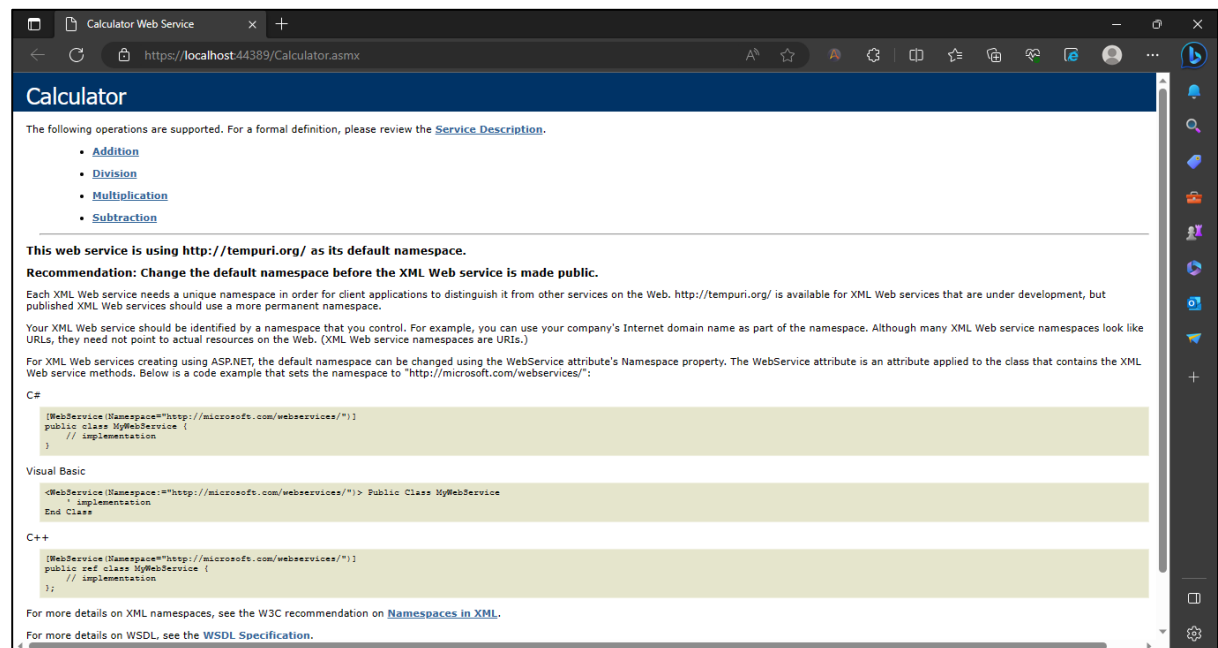 Calculator Web Service
https://localhost:44389/Calculator.asmx
Calculator
The following operations are supported. For a formal definition, please review the Service Description.
Addition
Division
Multiplication
Subtraction
This web service is using http://tempuri.org/ as its default namespace.
Recommendation: Change the default namespace before the XML Web service is made public.
Each XML Web service needs a unique namespace in order for client applications to distinguish it from other services on the Web. http://tempuri.org/ is available for XML Web services that are under development, but
published XML Web services should use a more permanent namespace.
Your XML Web service should be identified by a namespace that you control. For example, you can use your company's Internet domain name as part of the namespace. Although many XML Web service namespaces look like
URLs, they need not point to actual resources on the Web. (XML Web service namespaces are URIs.)
For XML Web services creating using ASP.NET, the default namespace can be changed using the WebService attribute's Namespace property. The WebService attribute is an attribute applied to the class that contains the XML
Web service methods. Below is a code example that sets the namespace to "http://microsoft.com/webservices/":
C#
[WebService(Namespace="http://microsoft.com/webservices/")]
public class MyWebService {
// implementation
}
Visual Basic
<WebService(Namespace:="http://microsoft.com/webservices/")> Public Class MyWebService
' implementation
End Class
C++
[WebService(Namespace="http://microsoft.com/webservices/")]
public ref class MyWebService {
// implementation
};
For more details on XML namespaces, see the W3C recommendation on Namespaces in XML.
For more details on WSDL, see the WSDL Specification.